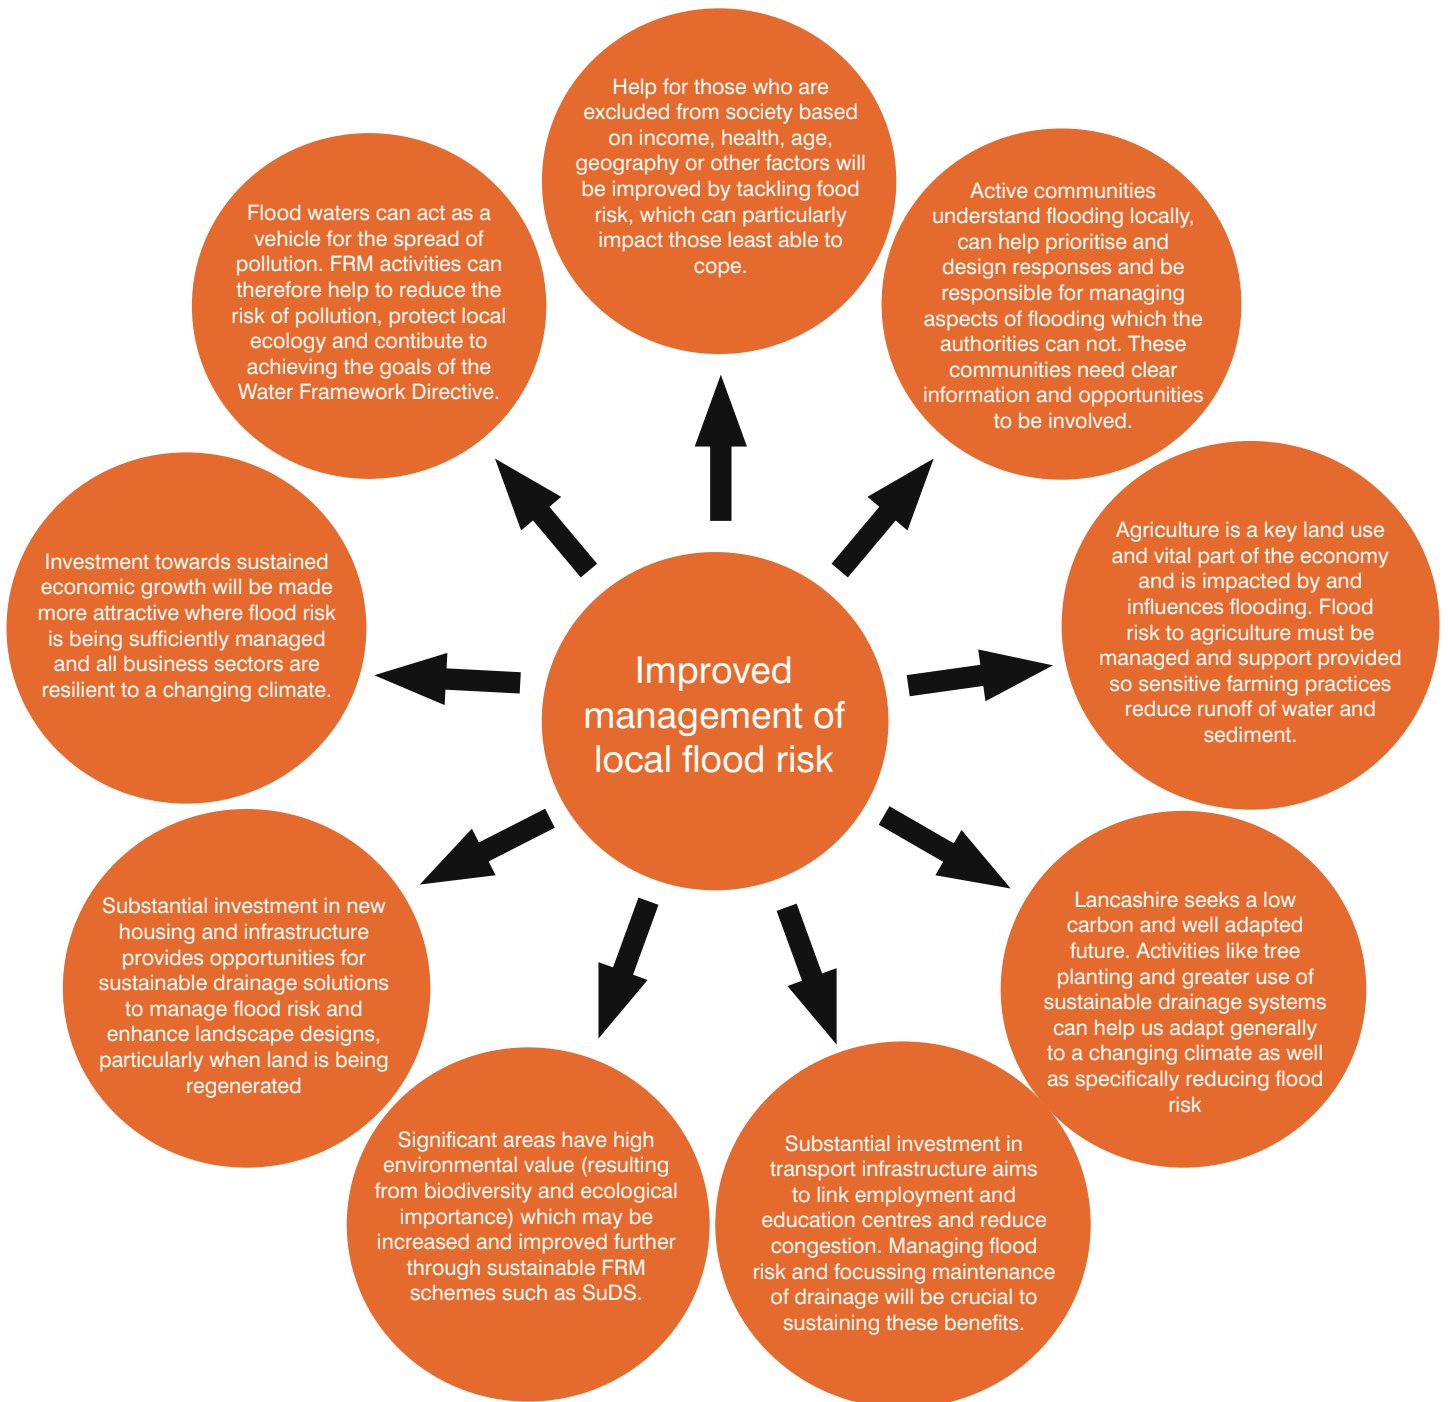 Help for those who are
excluded from society based
on income, health, age,
geography or other factors will
be improved by tackling food
risk, which can particularly
impact those least able to
cope.
Active communities
understand flooding locally,
can help prioritise and
design responses and be
responsible for managing
aspects of flooding which the
authorities can not. These
communities need clear
information and opportunities
to be involved.
Agriculture is a key land use
and vital part of the economy
and is impacted by and
influences flooding. Flood
risk to agriculture must be
managed and support provided
so sensitive farming practices
reduce runoff of water and
sediment.
Lancashire seeks a low
carbon and well adapted
future. Activities like tree
planting and greater use of
sustainable drainage systems
can help us adapt generally
to a changing climate as well
as specifically reducing flood
risk
Substantial investment in
transport infrastructure aims
to link employment and
education centres and reduce
congestion. Managing flood
risk and focussing maintenance
of drainage will be crucial to
sustaining these benefits.
Significant areas have high
environmental value (resulting
from biodiversity and ecological
importance) which may be
increased and improved further
through sustainable FRM
schemes such as SuDS.
Substantial investment in new
housing and infrastructure
provides opportunities for
sustainable drainage solutions
to manage flood risk and
enhance landscape designs,
particularly when land is being
regenerated
Investment towards sustained
economic growth will be made
more attractive where flood risk
is being sufficiently managed
and all business sectors are
resilient to a changing climate.
Flood waters can act as a
vehicle for the spread of
pollution. FRM activities can
therefore help to reduce the
risk of pollution, protect local
ecology and contibute to
achieving the goals of the
Water Framework Directive.
Improved
management of
local flood risk